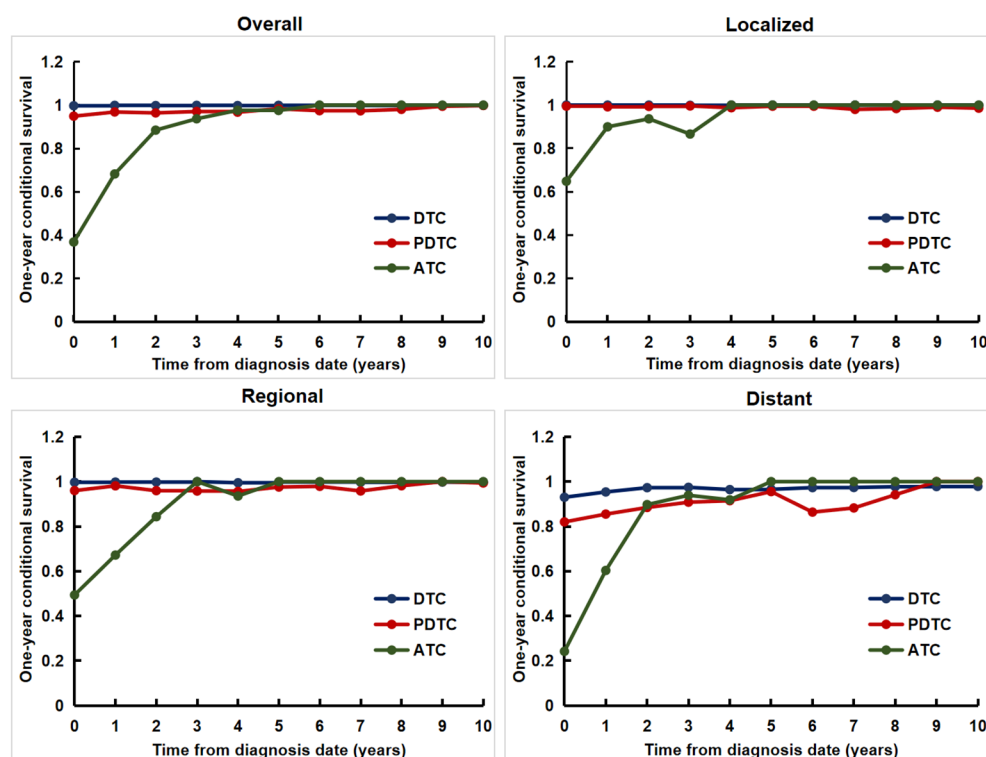 Overall
One-year conditional survival
1.2
1
0.8
0.6
0.4
0.2
0
DTC
PDTC
ATC
0 1 2 3 4 5 6 7 8 9 10
Time from diagnosis date (years)
Localized
One-year conditional survival
1.2
1
0.8
0.6
0.4
0.2
0
DTC
PDTC
ATC
0 1 2 3 4 5 6 7 8 9 10
Time from diagnosis date (years)
Regional
One-year conditional survival
1.2
1
0.8
0.6
0.4
0.2
0
DTC
PDTC
ATC
0 1 2 3 4 5 6 7 8 9 10
Time from diagnosis date (years)
Distant
One-year conditional survival
1.2
1
0.8
0.6
0.4
0.2
0
DTC
PDTC
ATC
0 1 2 3 4 5 6 7 8 9 10
Time from diagnosis date (years)